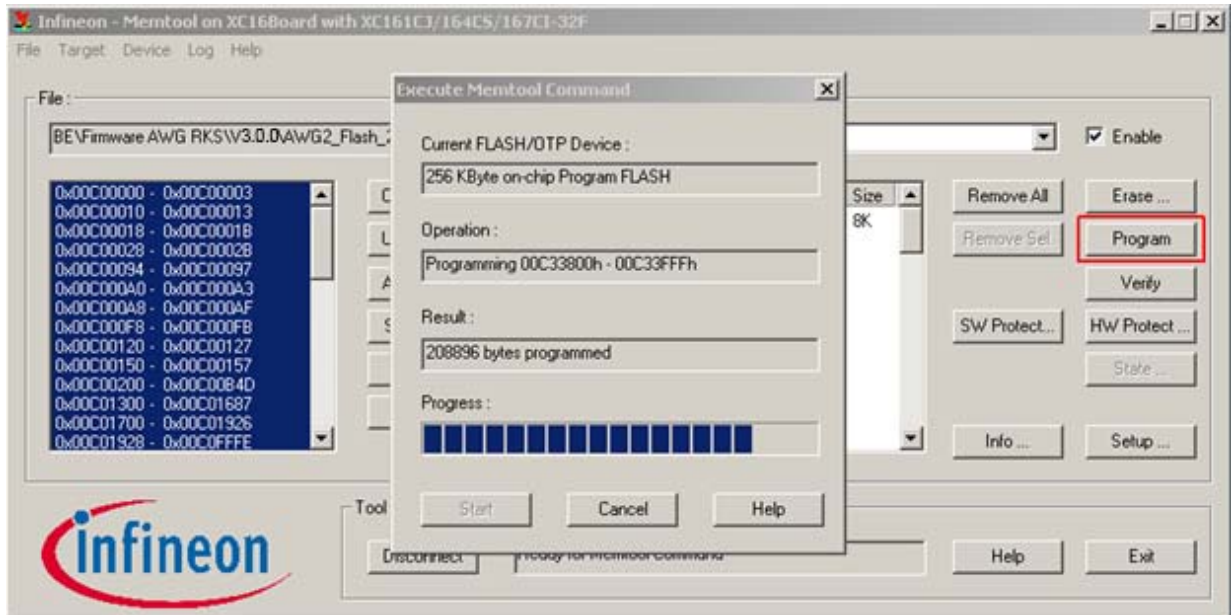 Infineon - Memtool on XC16Board with XC161CJ/164CS/167CI-32F
File Target Device Log Help
Execute Memtool Command
File :
BE\Firmware AWG RKS\V3.0.0\AWG2_Flash_
Enable
Current FLASH/OTP Device :
256 KByte on-chip Program FLASH
0x00C00000 - 0x00C00003
0x00C00010 - 0x00C00013
0x00C00018 - 0x00C0001B
0x00C00028 - 0x00C0002B
0x00C00094 - 0x00C00097
0x00C000A0 - 0x00C000A3
0x00C000A8 - 0x00C000AF
0x00C000F8 - 0x00C000FB
0x00C00120 - 0x00C00127
0x00C00150 - 0x00C00157
0x00C00200 - 0x00C00B4D
0x00C01300 - 0x00C01687
0x00C01700 - 0x00C01926
0x00C01928 - 0x00C0FFFE
Operation :
Programming 00C33800h - 00C33FFFh
Result :
208896 bytes programmed
Progress :
Start Cancel Help
Size
8K
Remove All Erase ...
Remove Sel. Program
Verify
SW Protect... HW Protect ...
State ...
Info ... Setup ...
infineon
Tool
Disconnect Ready for Memtool Command Help Exit